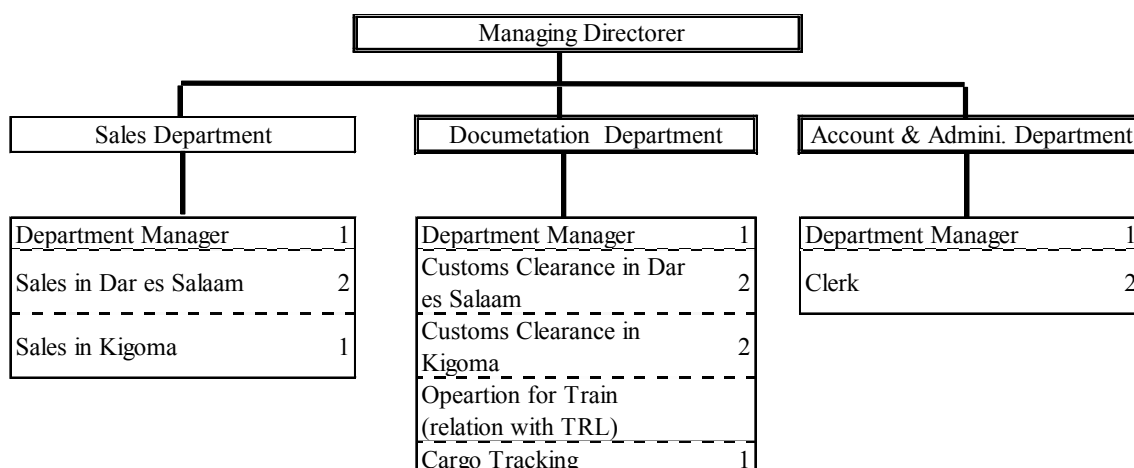 Managing Directorer
Sales Department
Documetation Department
Account & Admini. Department
Department Manager 1
Sales in Dar es Salaam 2
Sales in Kigoma 1
Department Manager 1
Customs Clearance in Dar
es Salaam 2
Customs Clearance in
Kigoma 2
Opeartion for Train
(relation with TRL)
Cargo Tracking 1
Department Manager 1
Clerk 2